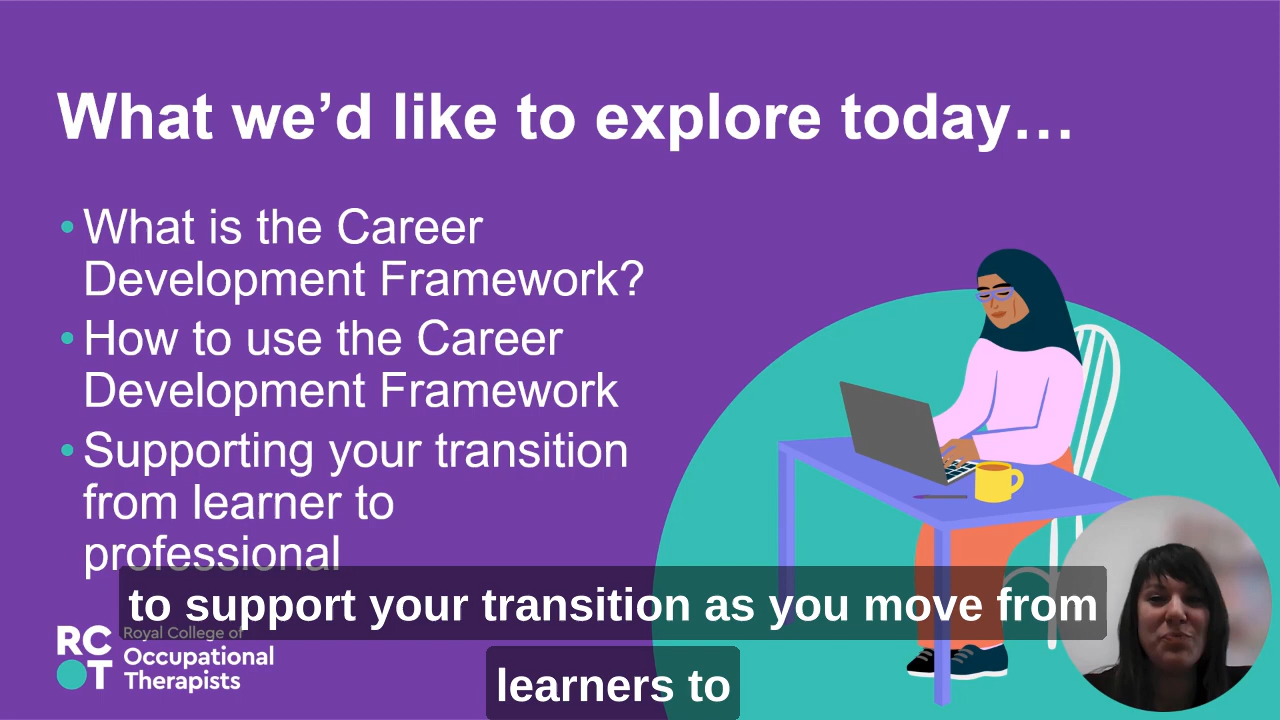 What we’d like to explore today…
• What is the Career
Development Framework?
• How to use the Career
Development Framework
• Supporting your transition
from learner to
professional
to support your transition as you move from
learners to
RC
OT
Royal College of
Occupational
Therapists